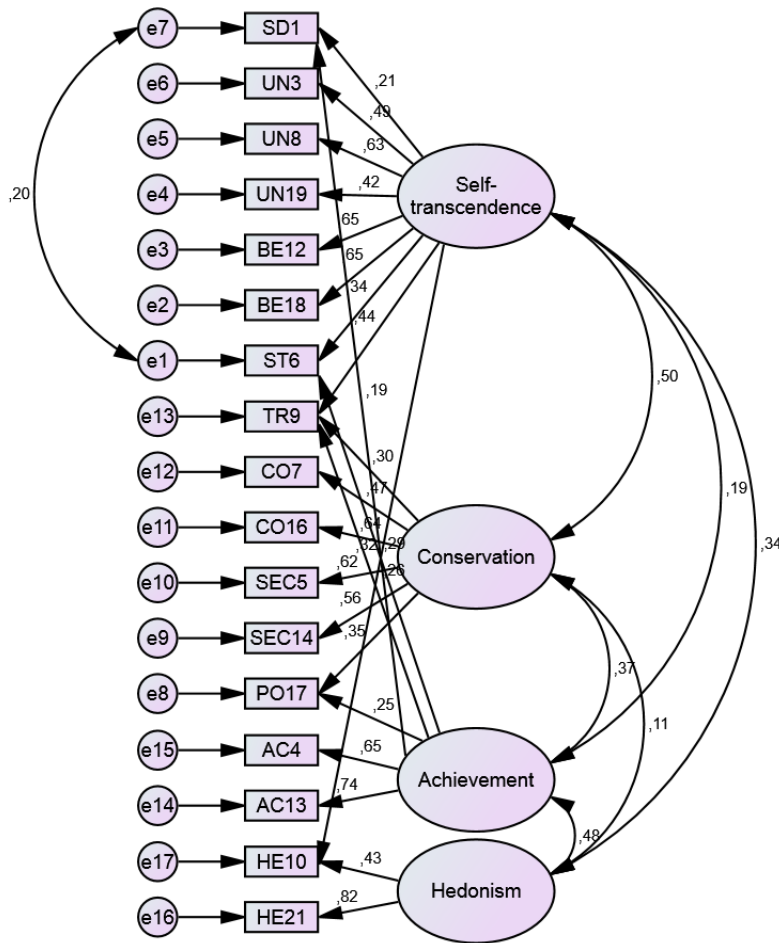 e7
SD1
,21
e6
UN3
,49
e5
UN8
,63
e4
UN19
,42
Self-
transcendence
,20
e3
BE12
65
e2
BE18
65
,34
e1
ST6
,44
,50
e13
TR9
,19
e12
CO7
,30
,47
,19
e11
CO16
,64
,32
,29
Conservation
,34
e10
SEC5
,62
,26
e9
SEC14
,56
,35
e8
PO17
,25
,37
,11
e15
AC4
,65
Achievement
e14
AC13
,74
,48
e17
HE10
,43
Hedonism
e16
HE21
,82